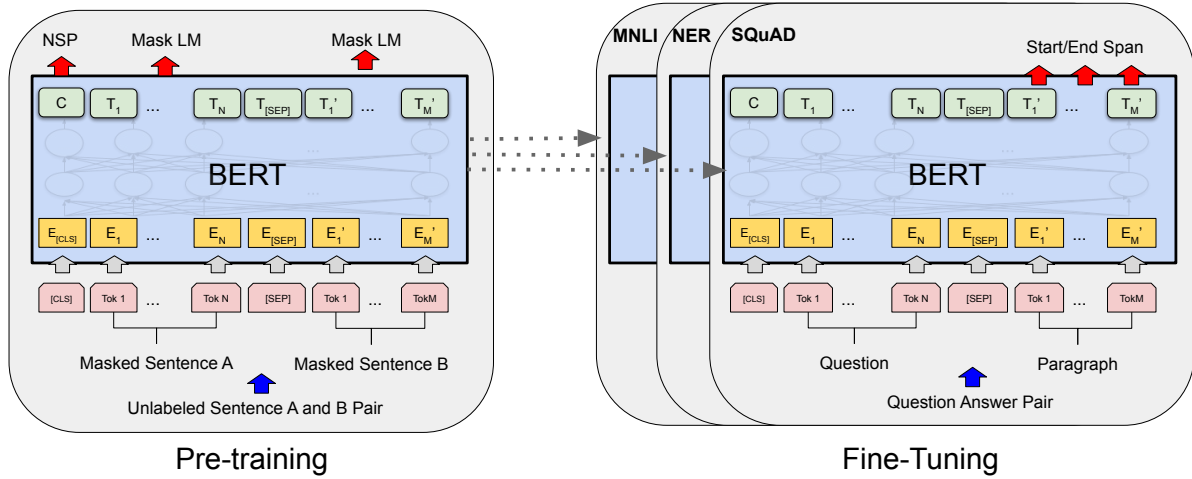 NSP Mask LM Mask LM
C T1 ... TN T[SEP] T1' ... TM'
...
BERT
...
E[CLS] E1 ... EN E[SEP] E1' ... EM'
[CLS] Tok 1 ... Tok N [SEP] Tok 1 ... TokM
Masked Sentence A Masked Sentence B
Unlabeled Sentence A and B Pair
Pre-training
MNLI NER SQuAD
Start/End Span
C T1 ... TN T[SEP] T1' ... TM'
...
BERT
...
E[CLS] E1 ... EN E[SEP] E1' ... EM'
[CLS] Tok 1 ... Tok N [SEP] Tok 1 ... TokM
Question Paragraph
Question Answer Pair
Fine-Tuning